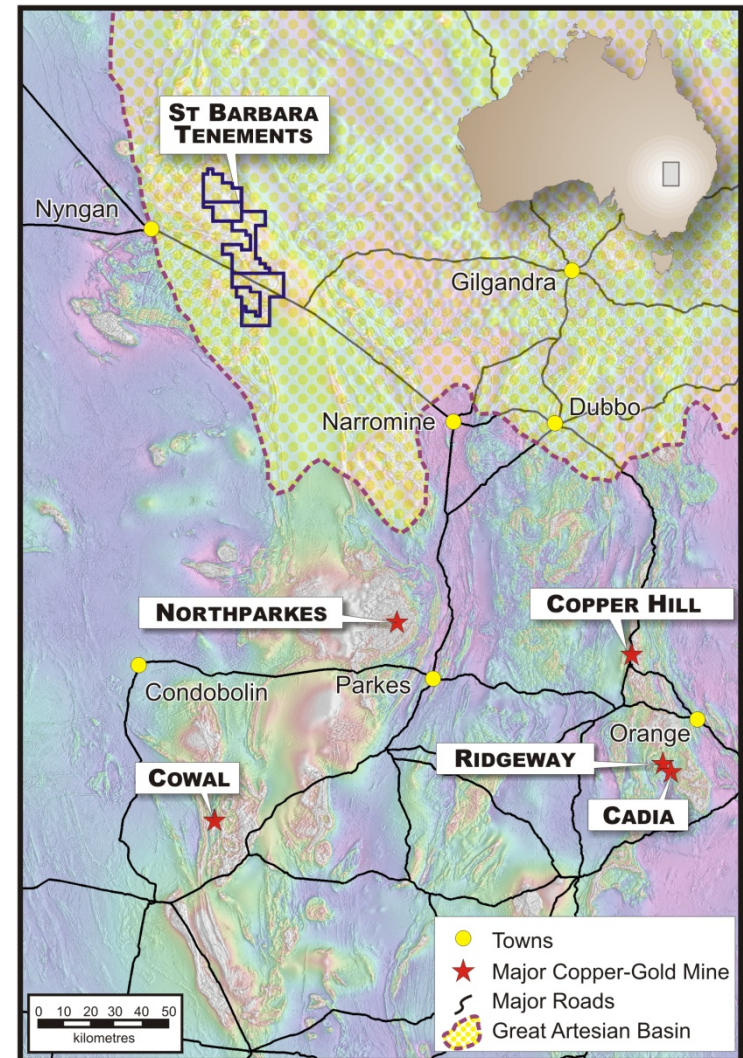 ST BARBARA
TENEMENTS
Nyngan
Gilgandra
Narromine
Dubbo
NORTHPARKES
COPPER HILL
Condobolin
Parkes
Orange
RIDGEWAY
COWAL
CADIA
Towns
Major Copper-Gold Mine
Major Roads
Great Artesian Basin
0 10 20 30 40 50
kilometres